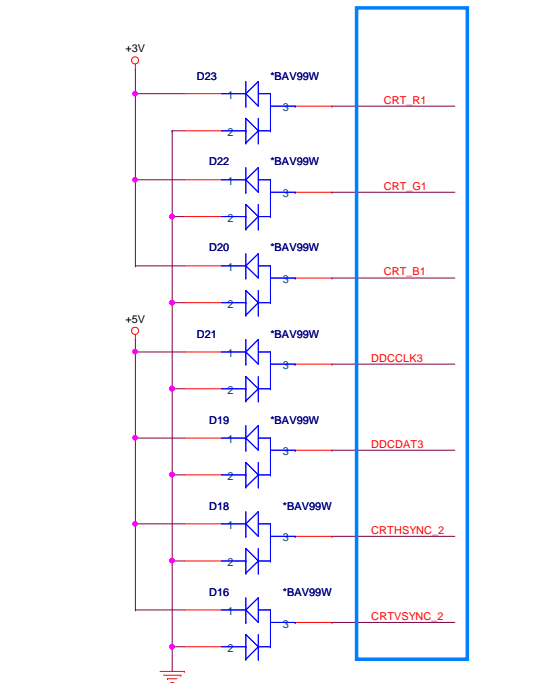 +3V
D23 *BAV99W
1
3 CRT_R1
2
D22 *BAV99W
1
3 CRT_G1
2
D20 *BAV99W
1
3 CRT_B1
2
+5V
D21 *BAV99W
1
3 DDCCLK3
2
D19 *BAV99W
1
3 DDCDAT3
2
D18 *BAV99W
1
3 CRTHSYNC_2
2
D16 *BAV99W
1
3 CRTVSYNC_2
2